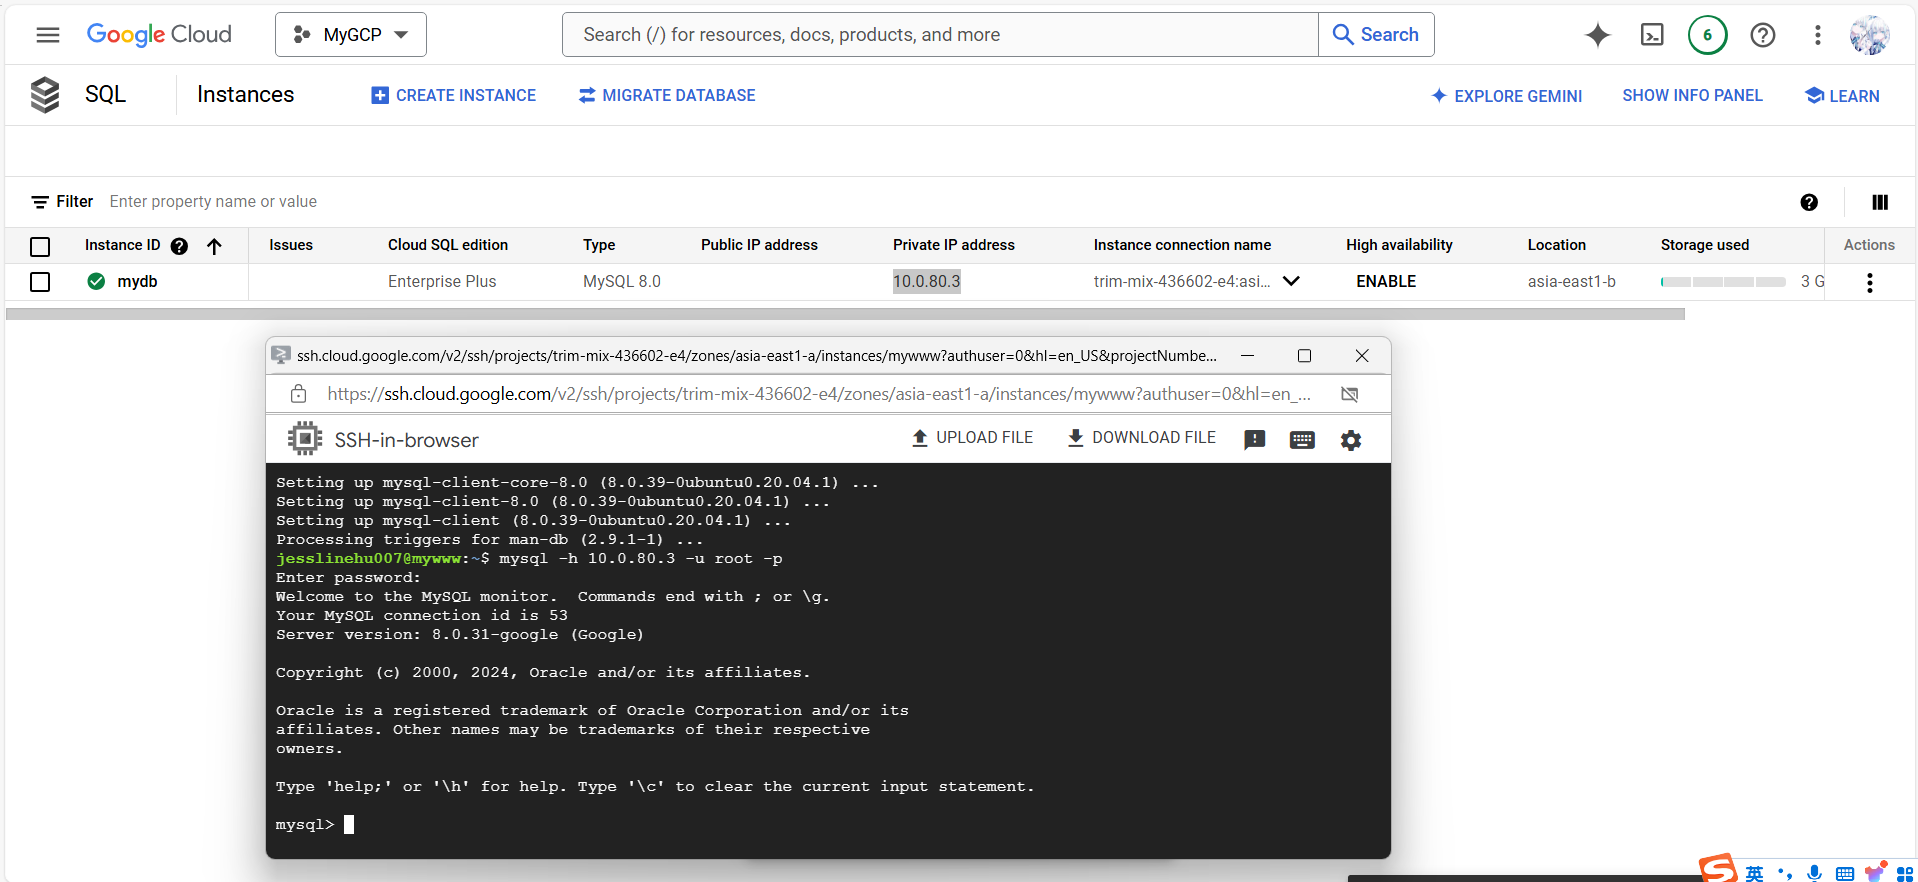 Google Cloud
MyGCP
Search (/) for resources, docs, products, and more
Search
6
SQL
Instances
CREATE INSTANCE
MIGRATE DATABASE
EXPLORE GEMINI
SHOW INFO PANEL
LEARN
Filter
Enter property name or value
Instance ID Issues Cloud SQL edition Type Public IP address Private IP address Instance connection name High availability Location Storage used Actions
mydb Enterprise Plus MySQL 8.0 10.0.80.3 trim-mix-436602-e4:asi... ENABLE asia-east1-b 3 G
ssh.cloud.google.com/v2/ssh/projects/trim-mix-436602-e4/zones/asia-east1-a/instances/mywww?authuser=0&hl=en_US&projectNumbe...
https://ssh.cloud.google.com/v2/ssh/projects/trim-mix-436602-e4/zones/asia-east1-a/instances/mywww?authuser=0&hl=en_...
SSH-in-browser
UPLOAD FILE
DOWNLOAD FILE
Setting up mysql-client-core-8.0 (8.0.39-0ubuntu0.20.04.1) ...
Setting up mysql-client-8.0 (8.0.39-0ubuntu0.20.04.1) ...
Setting up mysql-client (8.0.39-0ubuntu0.20.04.1) ...
Processing triggers for man-db (2.9.1-1) ...
jesslinehu007@mywww:~$ mysql -h 10.0.80.3 -u root -p
Enter password:
Welcome to the MySQL monitor.  Commands end with ; or \g.
Your MySQL connection id is 53
Server version: 8.0.31-google (Google)
Copyright (c) 2000, 2024, Oracle and/or its affiliates.
Oracle is a registered trademark of Oracle Corporation and/or its
affiliates. Other names may be trademarks of their respective
owners.
Type 'help;' or '\h' for help. Type '\c' to clear the current input statement.
mysql>
英